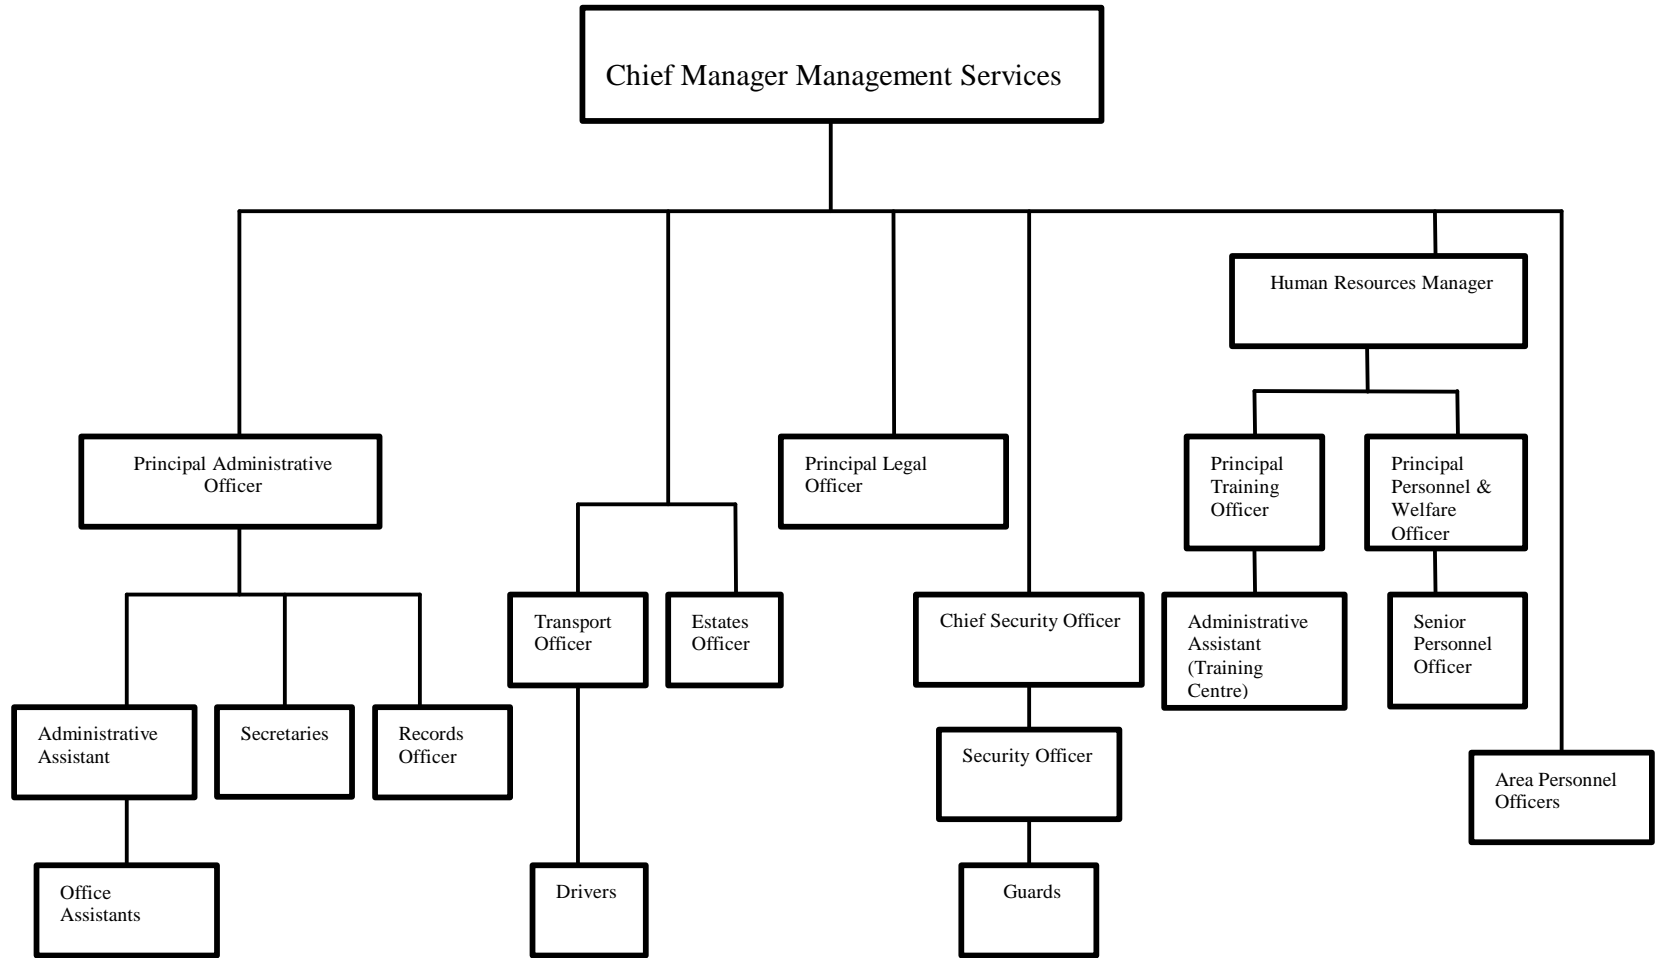 Chief Manager Management Services
Human Resources Manager
Principal Administrative
Officer
Principal Legal
Officer
Principal
Training
Officer
Principal
Personnel &
Welfare
Officer
Transport
Officer
Estates
Officer
Chief Security Officer
Administrative
Assistant
(Training
Centre)
Senior
Personnel
Officer
Administrative
Assistant
Secretaries
Records
Officer
Security Officer
Area Personnel
Officers
Office
Assistants
Drivers
Guards